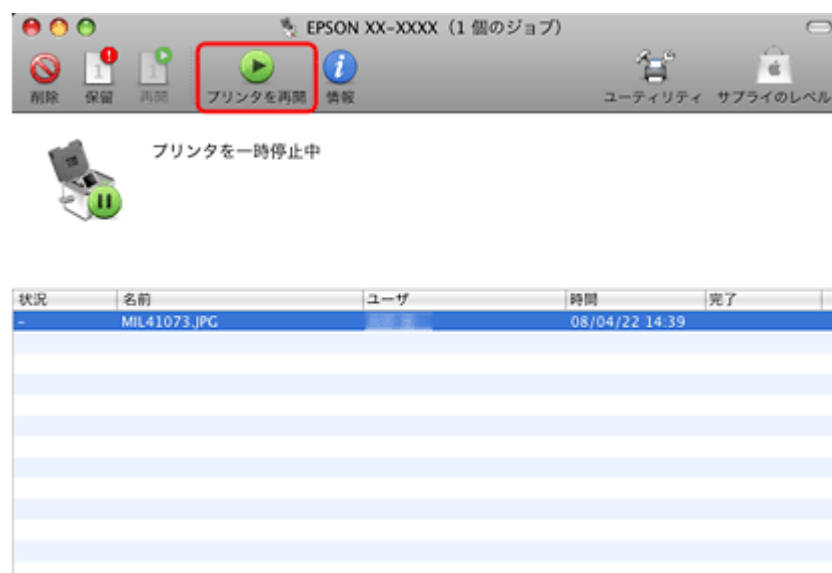 EPSON XX-XXXX（1 個のジョブ）
削除 保留 再開 プリンタを再開 情報 ユーティリティ サプライのレベル
プリンタを一時停止中
状況 名前 ユーザ 時間 完了
- MIL41073.JPG 08/04/22 14:39